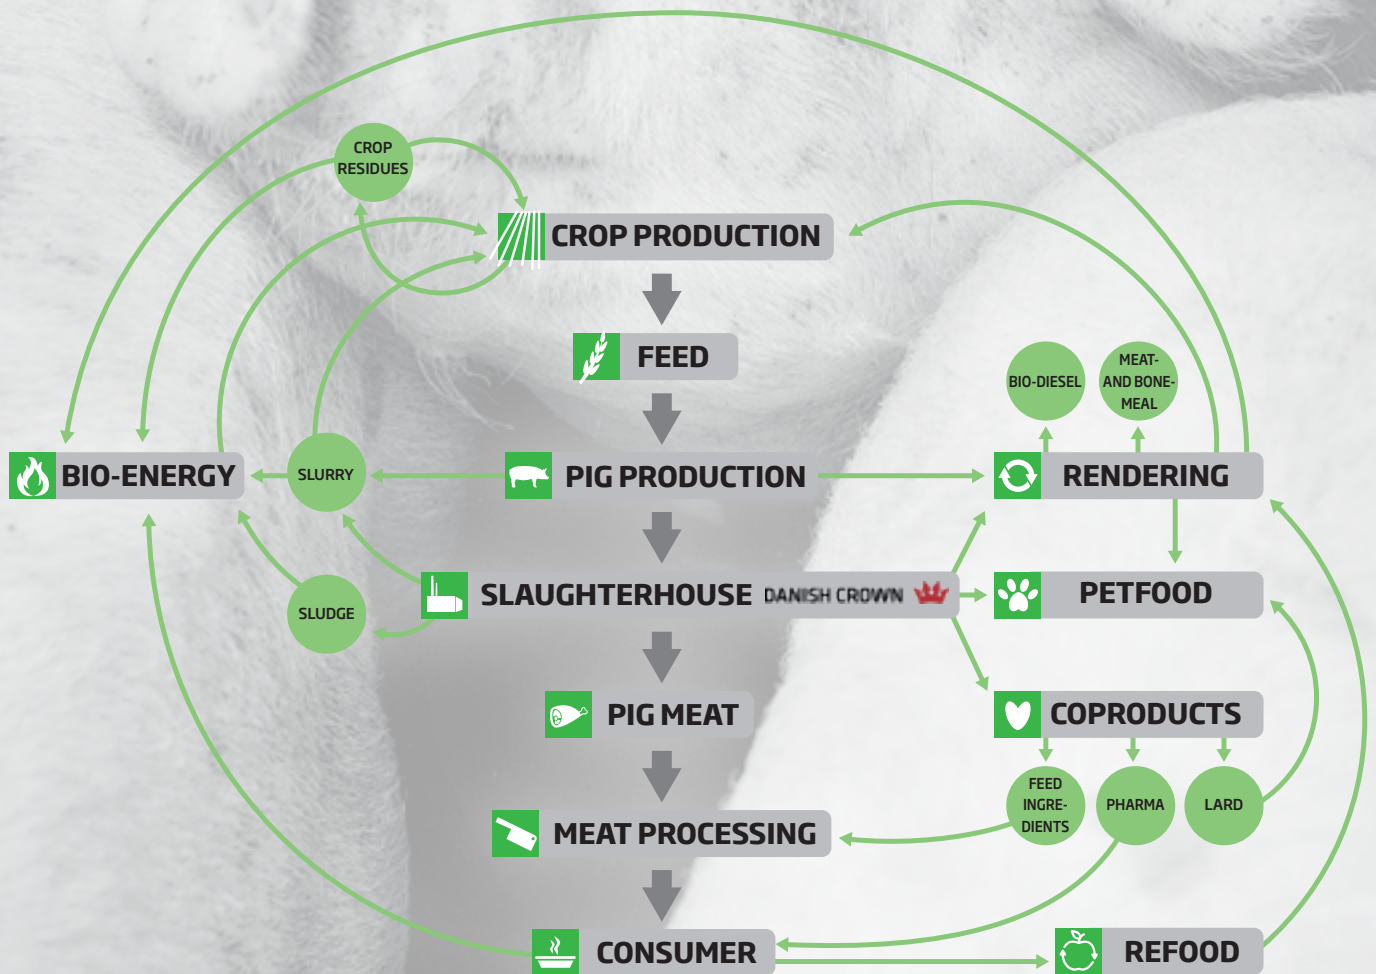 CROP
RESIDUES
CROP PRODUCTION
FEED
BIO-DIESEL
MEAT-
AND BONE-
MEAL
BIO-ENERGY
SLURRY
PIG PRODUCTION
RENDERING
SLUDGE
SLAUGHTERHOUSE DANISH CROWN
PETFOOD
PIG MEAT
COPRODUCTS
FEED
INGRE-
DIENTS
PHARMA
LARD
MEAT PROCESSING
CONSUMER
REFOOD